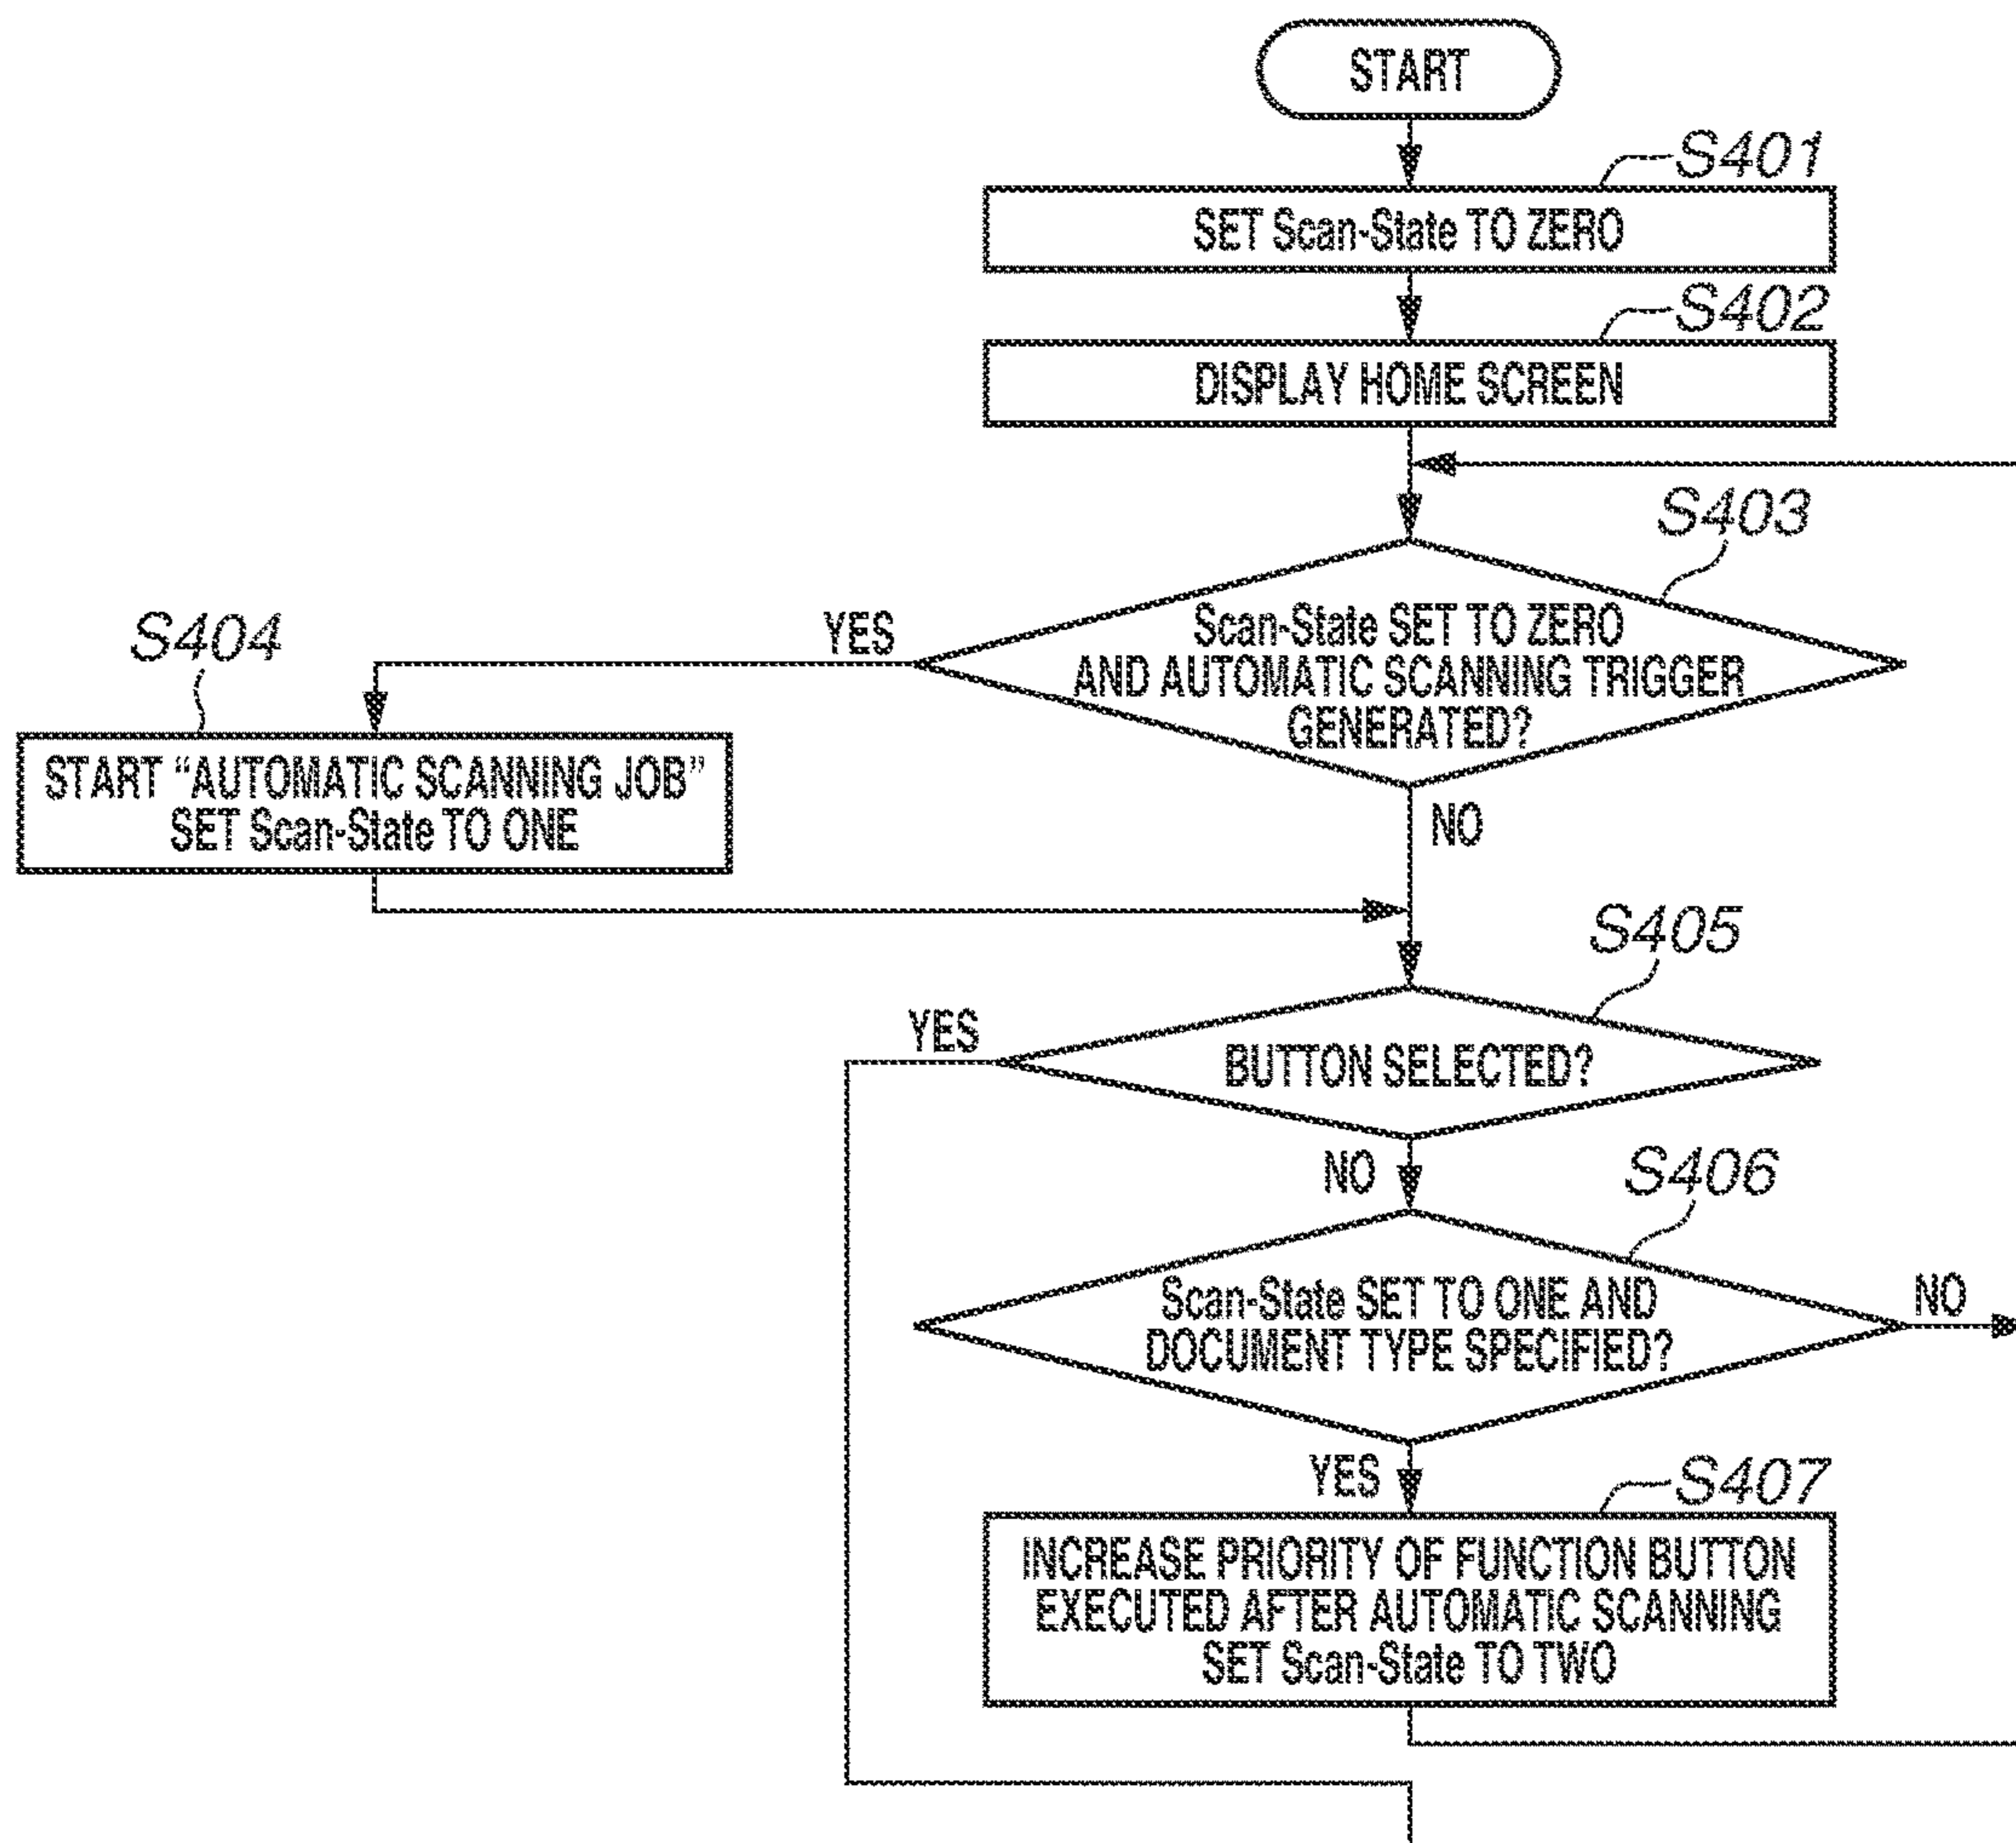 START
S401
SET Scan-State TO ZERO
S402
DISPLAY HOME SCREEN
S403
Scan-State SET TO ZERO
AND AUTOMATIC SCANNING TRIGGER
GENERATED?
YES
NO
S404
START “AUTOMATIC SCANNING JOB”
SET Scan-State TO ONE
S405
BUTTON SELECTED?
YES
NO
S406
Scan-State SET TO ONE AND
DOCUMENT TYPE SPECIFIED?
NO
YES
S407
INCREASE PRIORITY OF FUNCTION BUTTON
EXECUTED AFTER AUTOMATIC SCANNING
SET Scan-State TO TWO